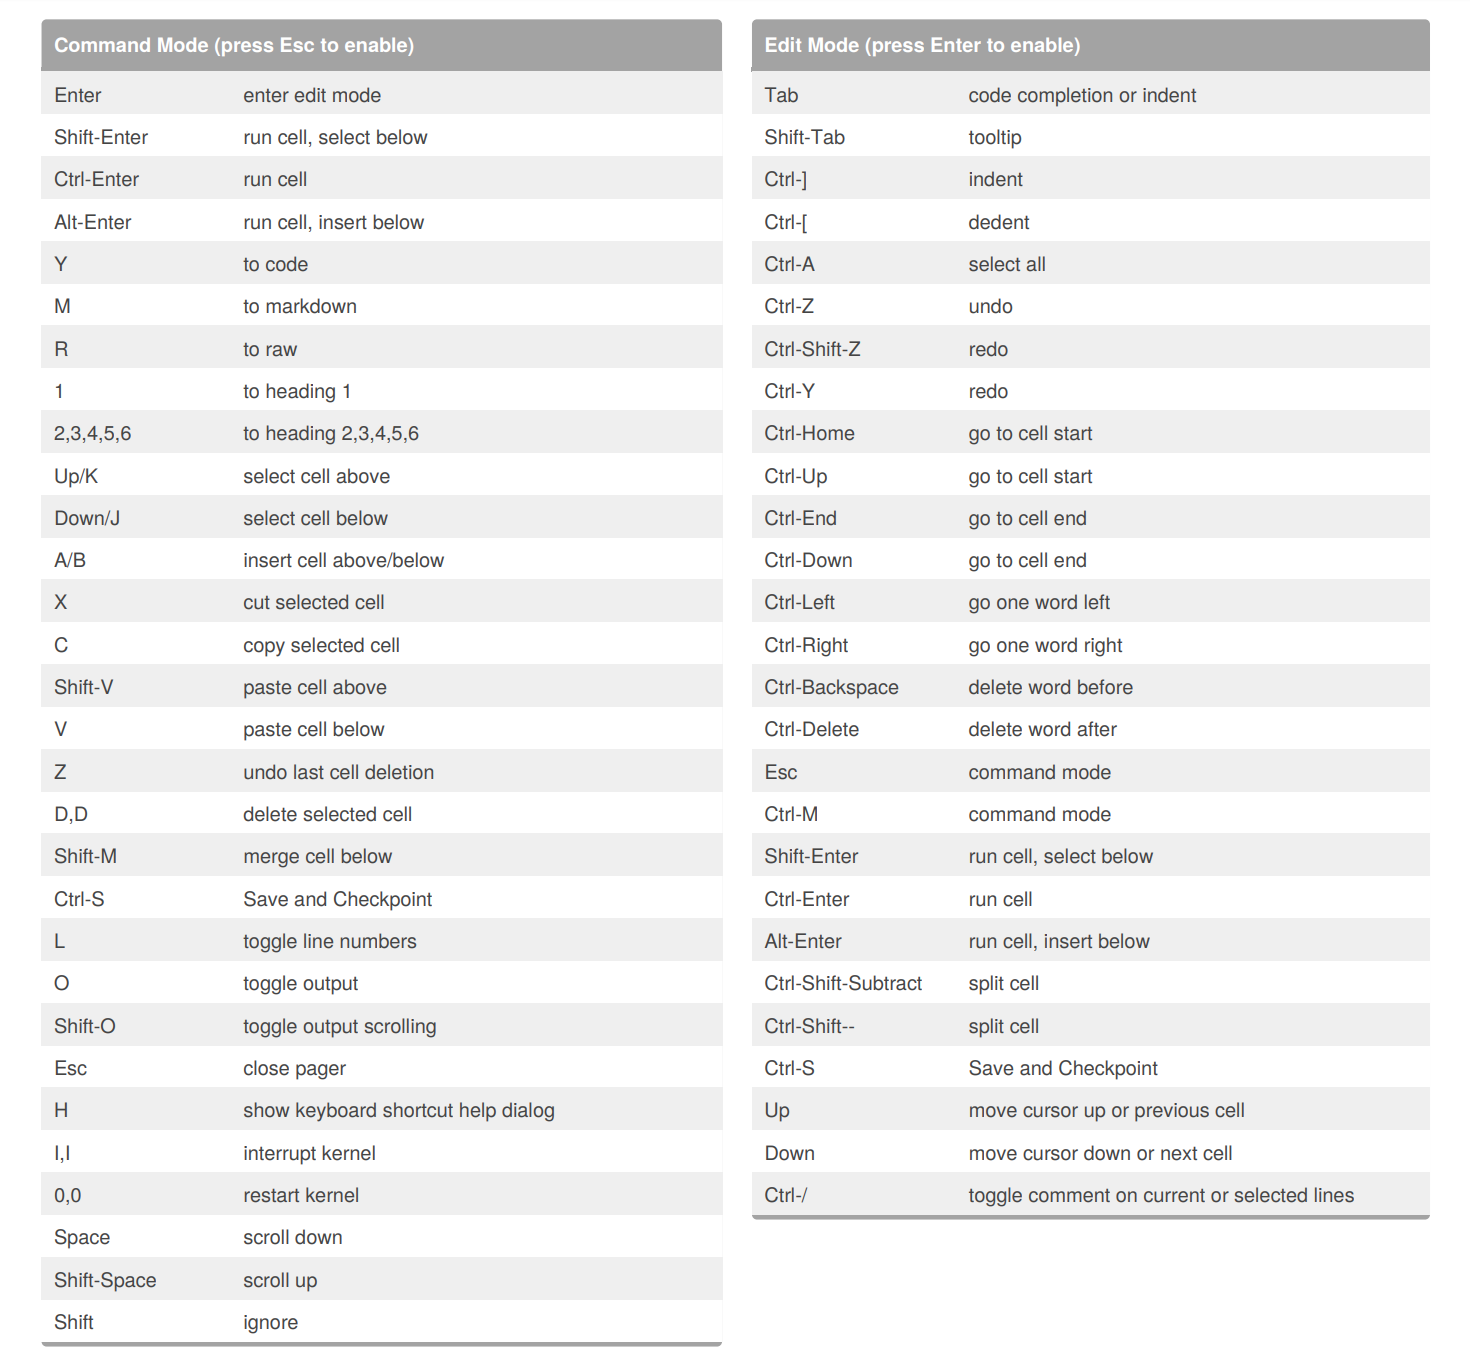 Command Mode (press Esc to enable)
Enter enter edit mode
Shift-Enter run cell, select below
Ctrl-Enter run cell
Alt-Enter run cell, insert below
Y to code
M to markdown
R to raw
1 to heading 1
2,3,4,5,6 to heading 2,3,4,5,6
Up/K select cell above
Down/J select cell below
A/B insert cell above/below
X cut selected cell
C copy selected cell
Shift-V paste cell above
V paste cell below
Z undo last cell deletion
D,D delete selected cell
Shift-M merge cell below
Ctrl-S Save and Checkpoint
L toggle line numbers
O toggle output
Shift-O toggle output scrolling
Esc close pager
H show keyboard shortcut help dialog
I,I interrupt kernel
0,0 restart kernel
Space scroll down
Shift-Space scroll up
Shift ignore
Edit Mode (press Enter to enable)
Tab code completion or indent
Shift-Tab tooltip
Ctrl-] indent
Ctrl-[ dedent
Ctrl-A select all
Ctrl-Z undo
Ctrl-Shift-Z redo
Ctrl-Y redo
Ctrl-Home go to cell start
Ctrl-Up go to cell start
Ctrl-End go to cell end
Ctrl-Down go to cell end
Ctrl-Left go one word left
Ctrl-Right go one word right
Ctrl-Backspace delete word before
Ctrl-Delete delete word after
Esc command mode
Ctrl-M command mode
Shift-Enter run cell, select below
Ctrl-Enter run cell
Alt-Enter run cell, insert below
Ctrl-Shift-Subtract split cell
Ctrl-Shift-- split cell
Ctrl-S Save and Checkpoint
Up move cursor up or previous cell
Down move cursor down or next cell
Ctrl-/ toggle comment on current or selected lines